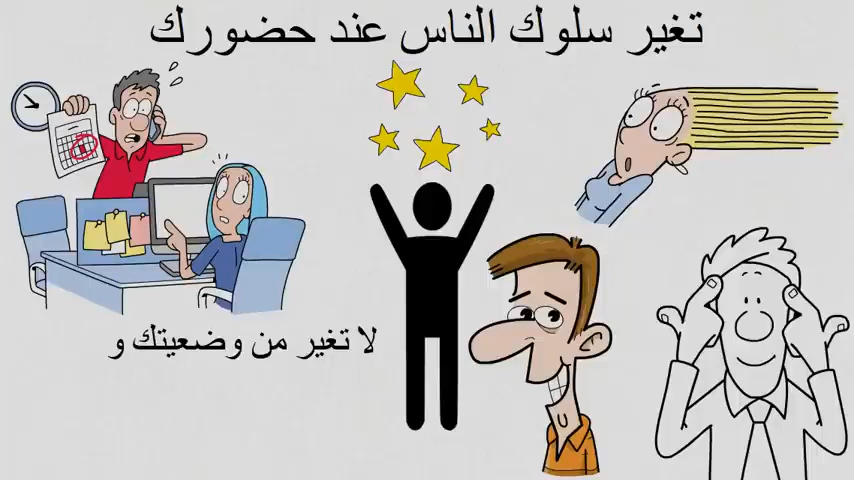 تغير سلوك الناس عند حضورك
لا تغير من وضعيتك و